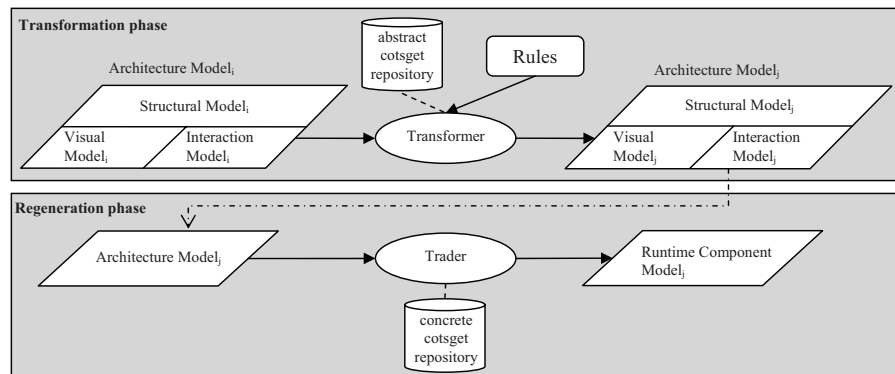 Transformation phase
abstract
cotsget
repository
Rules
Architecture Modelᵢ
Structural Modelᵢ
Visual
Modelᵢ
Interaction
Modelᵢ
Transformer
Architecture Modelⱼ
Structural Modelⱼ
Visual
Modelⱼ
Interaction
Modelⱼ
Regeneration phase
Architecture Modelⱼ
Trader
Runtime Component
Modelⱼ
concrete
cotsget
repository